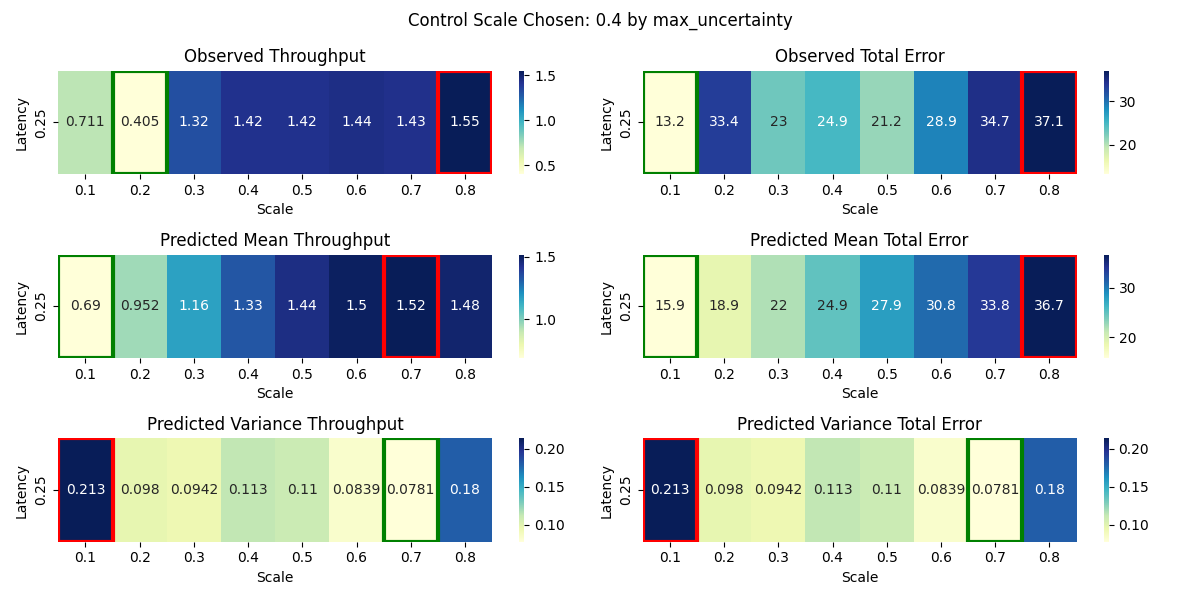 Control Scale Chosen: 0.4 by max_uncertainty
Observed Throughput
Latency
0.25
0.711 0.405 1.32 1.42 1.42 1.44 1.43 1.55
0.1 0.2 0.3 0.4 0.5 0.6 0.7 0.8
Scale
1.5
1.0
0.5
Observed Total Error
Latency
0.25
13.2 33.4 23 24.9 21.2 28.9 34.7 37.1
0.1 0.2 0.3 0.4 0.5 0.6 0.7 0.8
Scale
30
20
Predicted Mean Throughput
Latency
0.25
0.69 0.952 1.16 1.33 1.44 1.5 1.52 1.48
0.1 0.2 0.3 0.4 0.5 0.6 0.7 0.8
Scale
1.5
1.0
Predicted Mean Total Error
Latency
0.25
15.9 18.9 22 24.9 27.9 30.8 33.8 36.7
0.1 0.2 0.3 0.4 0.5 0.6 0.7 0.8
Scale
30
20
Predicted Variance Throughput
Latency
0.25
0.213 0.098 0.0942 0.113 0.11 0.0839 0.0781 0.18
0.1 0.2 0.3 0.4 0.5 0.6 0.7 0.8
Scale
0.20
0.15
0.10
Predicted Variance Total Error
Latency
0.25
0.213 0.098 0.0942 0.113 0.11 0.0839 0.0781 0.18
0.1 0.2 0.3 0.4 0.5 0.6 0.7 0.8
Scale
0.20
0.15
0.10